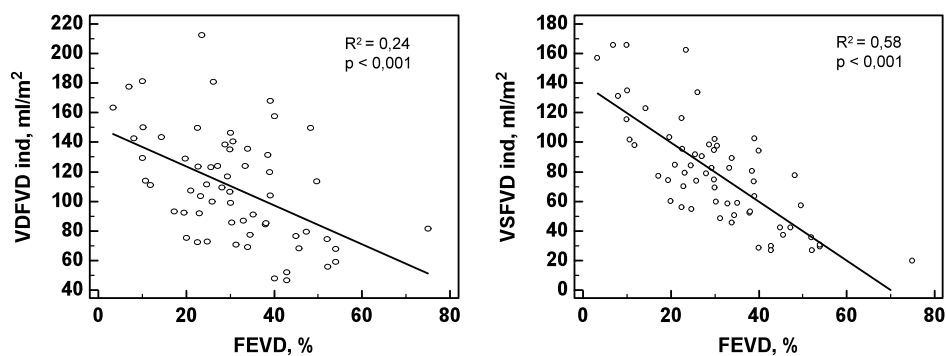 220
200
180
160
140
120
100
80
60
40
VDFVD ind, ml/m²
R² = 0,24
p < 0,001
0 20 40 60 80
FEVD, %
180
160
140
120
100
80
60
40
20
0
VSFVD ind, ml/m²
R² = 0,58
p < 0,001
0 20 40 60 80
FEVD, %